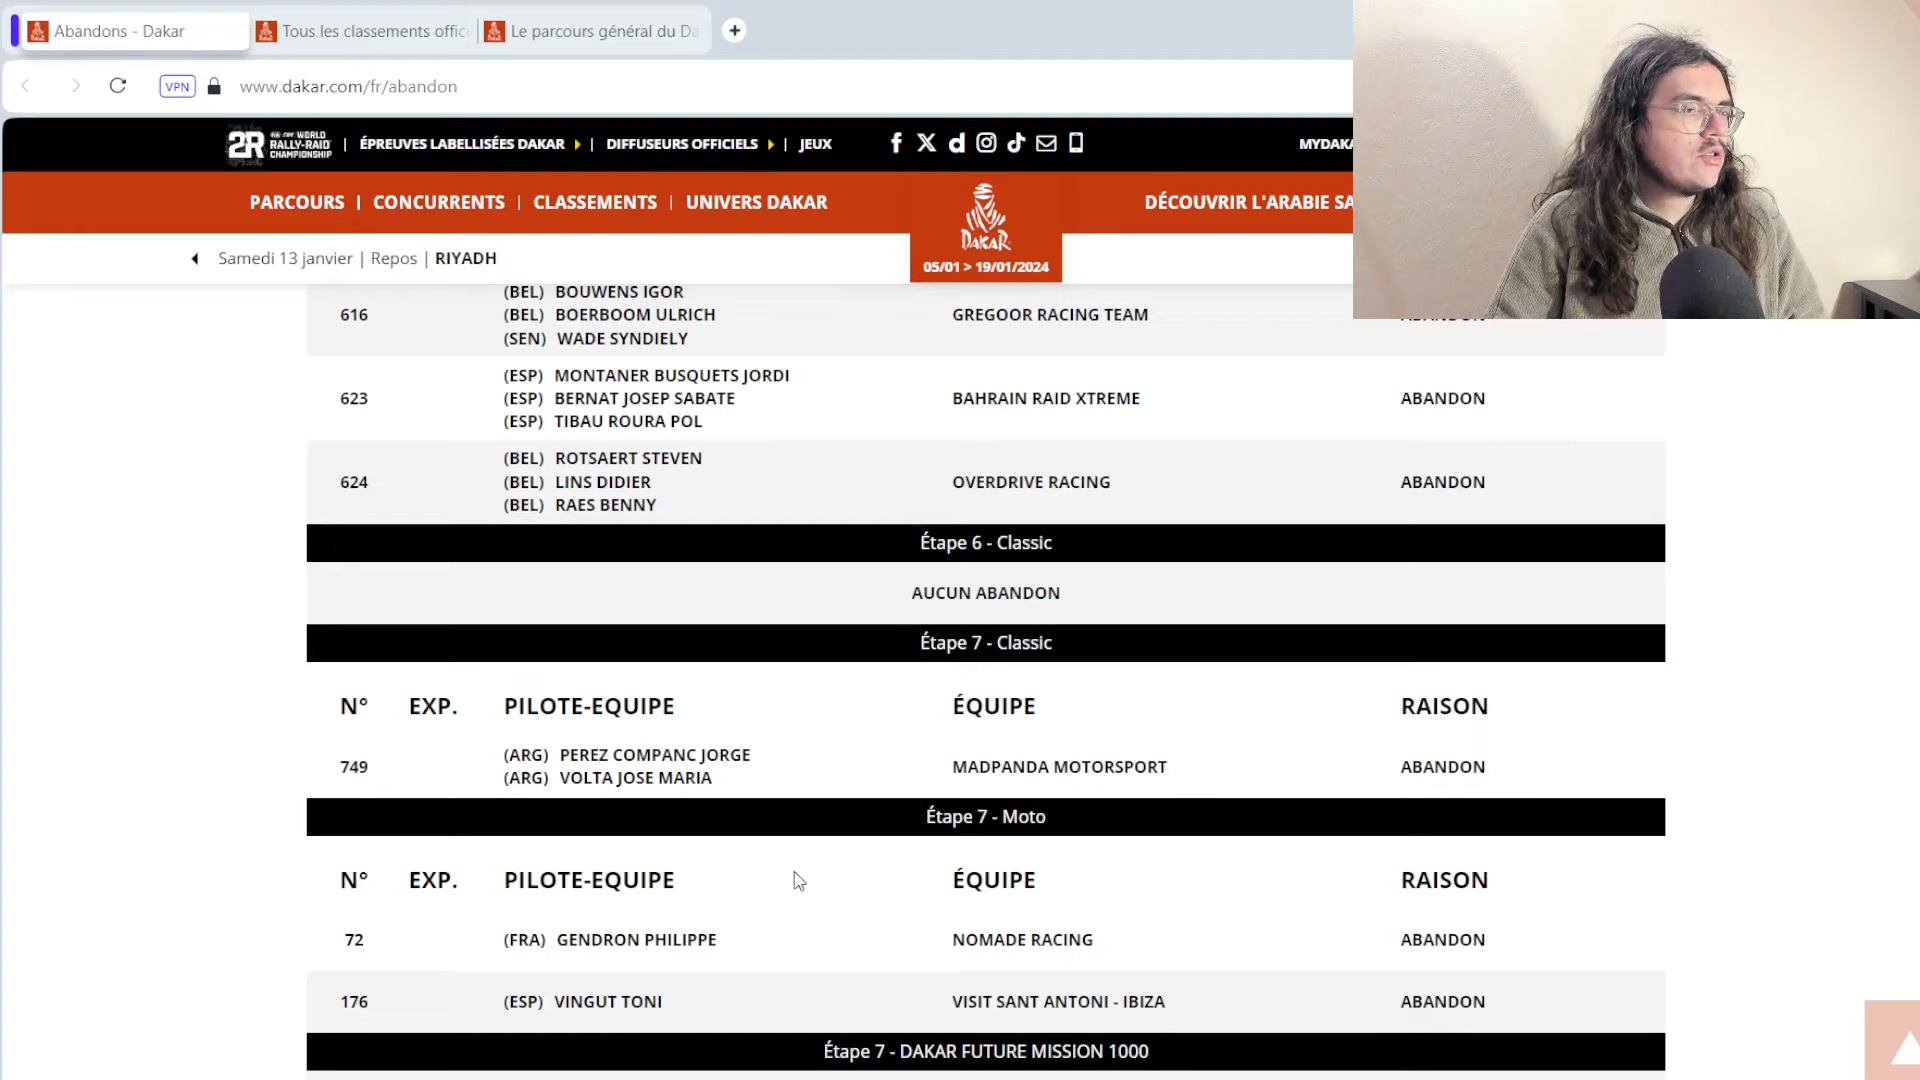 Abandons - Dakar
Tous les classements offic
Le parcours général du Da
VPN
www.dakar.com/fr/abandon
2R WORLD RALLY-RAID CHAMPIONSHIP | ÉPREUVES LABELLISÉES DAKAR | DIFFUSEURS OFFICIELS | JEUX
MYDAKA
PARCOURS | CONCURRENTS | CLASSEMENTS | UNIVERS DAKAR
DÉCOUVRIR L'ARABIE SA
DAKAR
05/01 > 19/01/2024
Samedi 13 janvier | Repos | RIYADH
(BEL) BOUWENS IGOR
616 (BEL) BOERBOOM ULRICH GREGOOR RACING TEAM ABANDON
(SEN) WADE SYNDIELY
(ESP) MONTANER BUSQUETS JORDI
623 (ESP) BERNAT JOSEP SABATE BAHRAIN RAID XTREME ABANDON
(ESP) TIBAU ROURA POL
(BEL) ROTSAERT STEVEN
624 (BEL) LINS DIDIER OVERDRIVE RACING ABANDON
(BEL) RAES BENNY
Étape 6 - Classic
AUCUN ABANDON
Étape 7 - Classic
N° EXP. PILOTE-EQUIPE ÉQUIPE RAISON
(ARG) PEREZ COMPANC JORGE
749 MADPANDA MOTORSPORT ABANDON
(ARG) VOLTA JOSE MARIA
Étape 7 - Moto
N° EXP. PILOTE-EQUIPE ÉQUIPE RAISON
72 (FRA) GENDRON PHILIPPE NOMADE RACING ABANDON
176 (ESP) VINGUT TONI VISIT SANT ANTONI - IBIZA ABANDON
Étape 7 - DAKAR FUTURE MISSION 1000